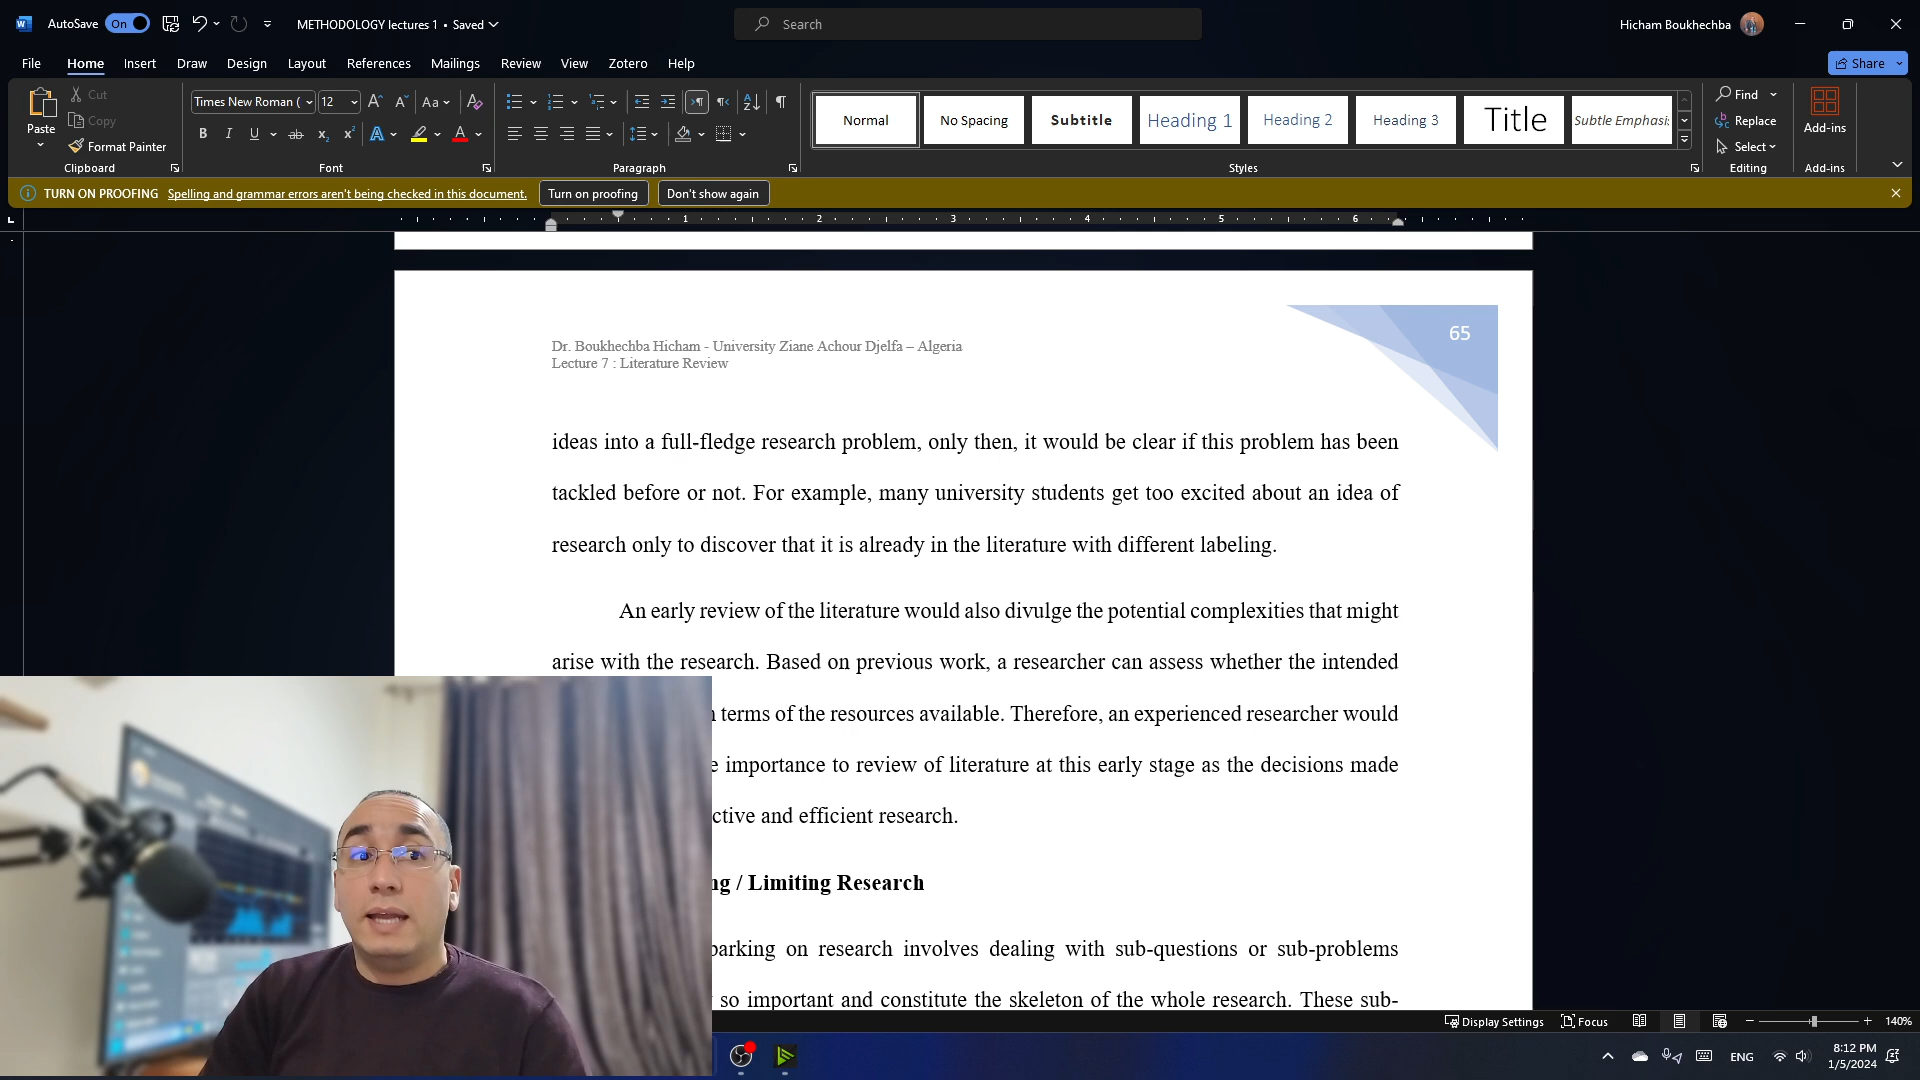 AutoSave On METHODOLOGY lectures 1 • Saved Search Hicham Boukhechba
File Home Insert Draw Design Layout References Mailings Review View Zotero Help Share
Paste Cut Copy Format Painter Clipboard
Times New Roman ( 12 Font
Paragraph
Normal No Spacing Subtitle Heading 1 Heading 2 Heading 3 Title Subtle Emphasis Styles
Find Replace Select Editing
Add-ins Add-ins
TURN ON PROOFING Spelling and grammar errors aren't being checked in this document. Turn on proofing Don't show again
1 2 3 4 5 6
65
Dr. Boukhechba Hicham - University Ziane Achour Djelfa – Algeria
Lecture 7 : Literature Review
ideas into a full-fledge research problem, only then, it would be clear if this problem has been
tackled before or not. For example, many university students get too excited about an idea of
research only to discover that it is already in the literature with different labeling.
An early review of the literature would also divulge the potential complexities that might
arise with the research. Based on previous work, a researcher can assess whether the intended
terms of the resources available. Therefore, an experienced researcher would
importance to review of literature at this early stage as the decisions made
ctive and efficient research.
ng / Limiting Research
parking on research involves dealing with sub-questions or sub-problems
so important and constitute the skeleton of the whole research. These sub-
Display Settings Focus 140%
ENG 8:12 PM
1/5/2024